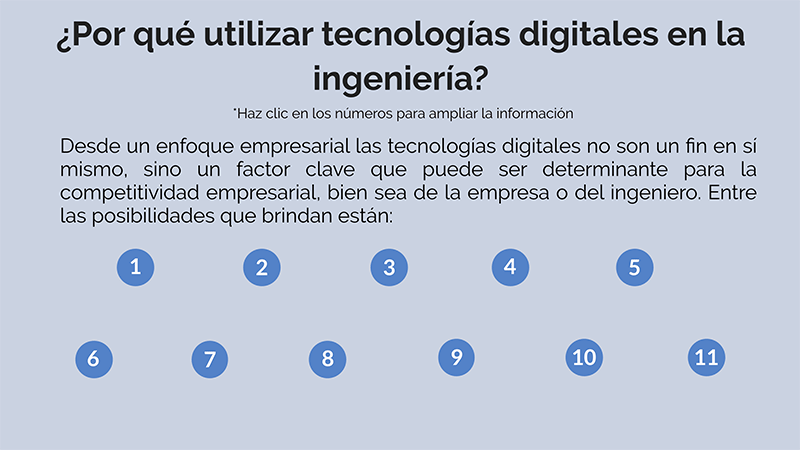 ¿Por qué utilizar tecnologías digitales en la
ingeniería?
*Haz clic en los números para ampliar la información
Desde un enfoque empresarial las tecnologías digitales no son un fin en sí
mismo, sino un factor clave que puede ser determinante para la
competitividad empresarial, bien sea de la empresa o del ingeniero. Entre
las posibilidades que brindan están:
1 2 3 4 5
6 7 8 9 10 11